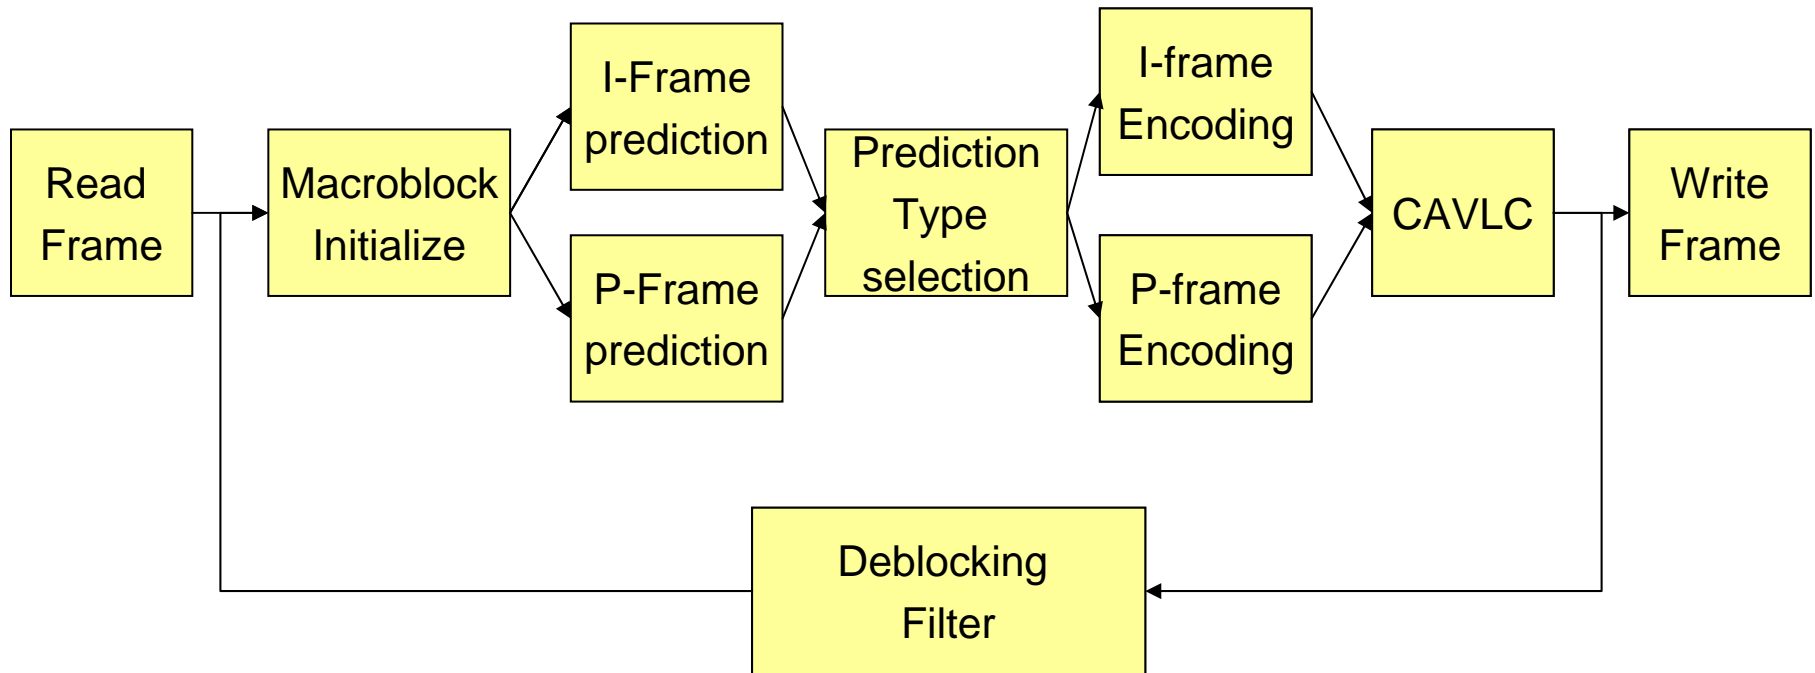 Read
Frame
Macroblock
Initialize
I-Frame
prediction
P-Frame
prediction
Prediction
Type
selection
I-frame
Encoding
P-frame
Encoding
CAVLC
Write
Frame
Deblocking
Filter